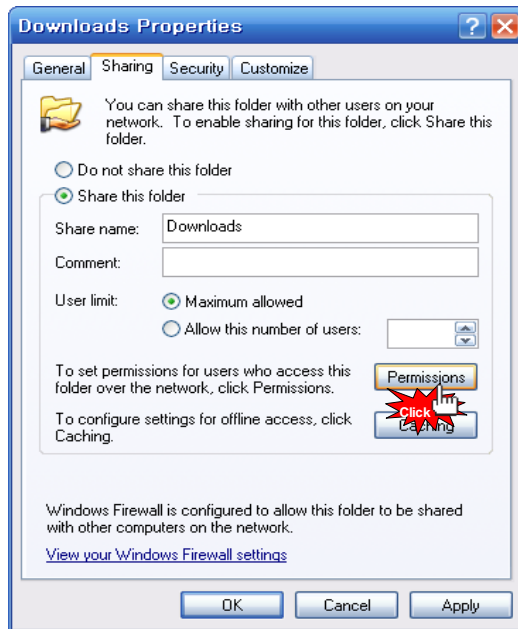 Downloads Properties
General Sharing Security Customize
You can share this folder with other users on your
network. To enable sharing for this folder, click Share this
folder.
Do not share this folder
Share this folder
Share name: Downloads
Comment:
User limit: Maximum allowed
Allow this number of users:
To set permissions for users who access this
folder over the network, click Permissions.
Permissions
Click
To configure settings for offline access, click
Caching.
Caching
Windows Firewall is configured to allow this folder to be shared
with other computers on the network.
View your Windows Firewall settings
OK Cancel Apply